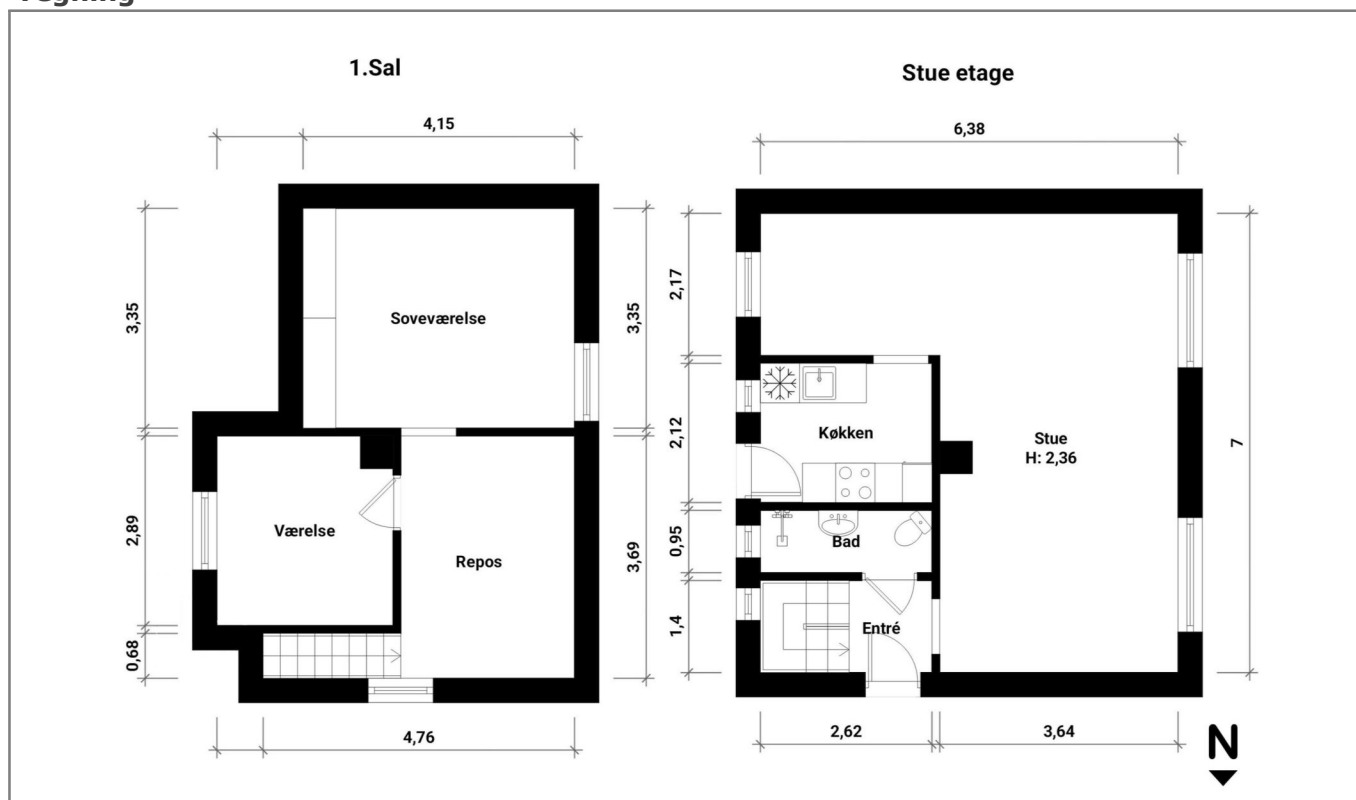 1.Sal
Stue etage
4,15
6,38
3,35
3,35
2,17
Soveværelse
Køkken
Stue
H: 2,36
7
2,12
2,89
Værelse
Repos
3,69
0,95
Bad
0,68
1,4
Entré
4,76
2,62
3,64
N